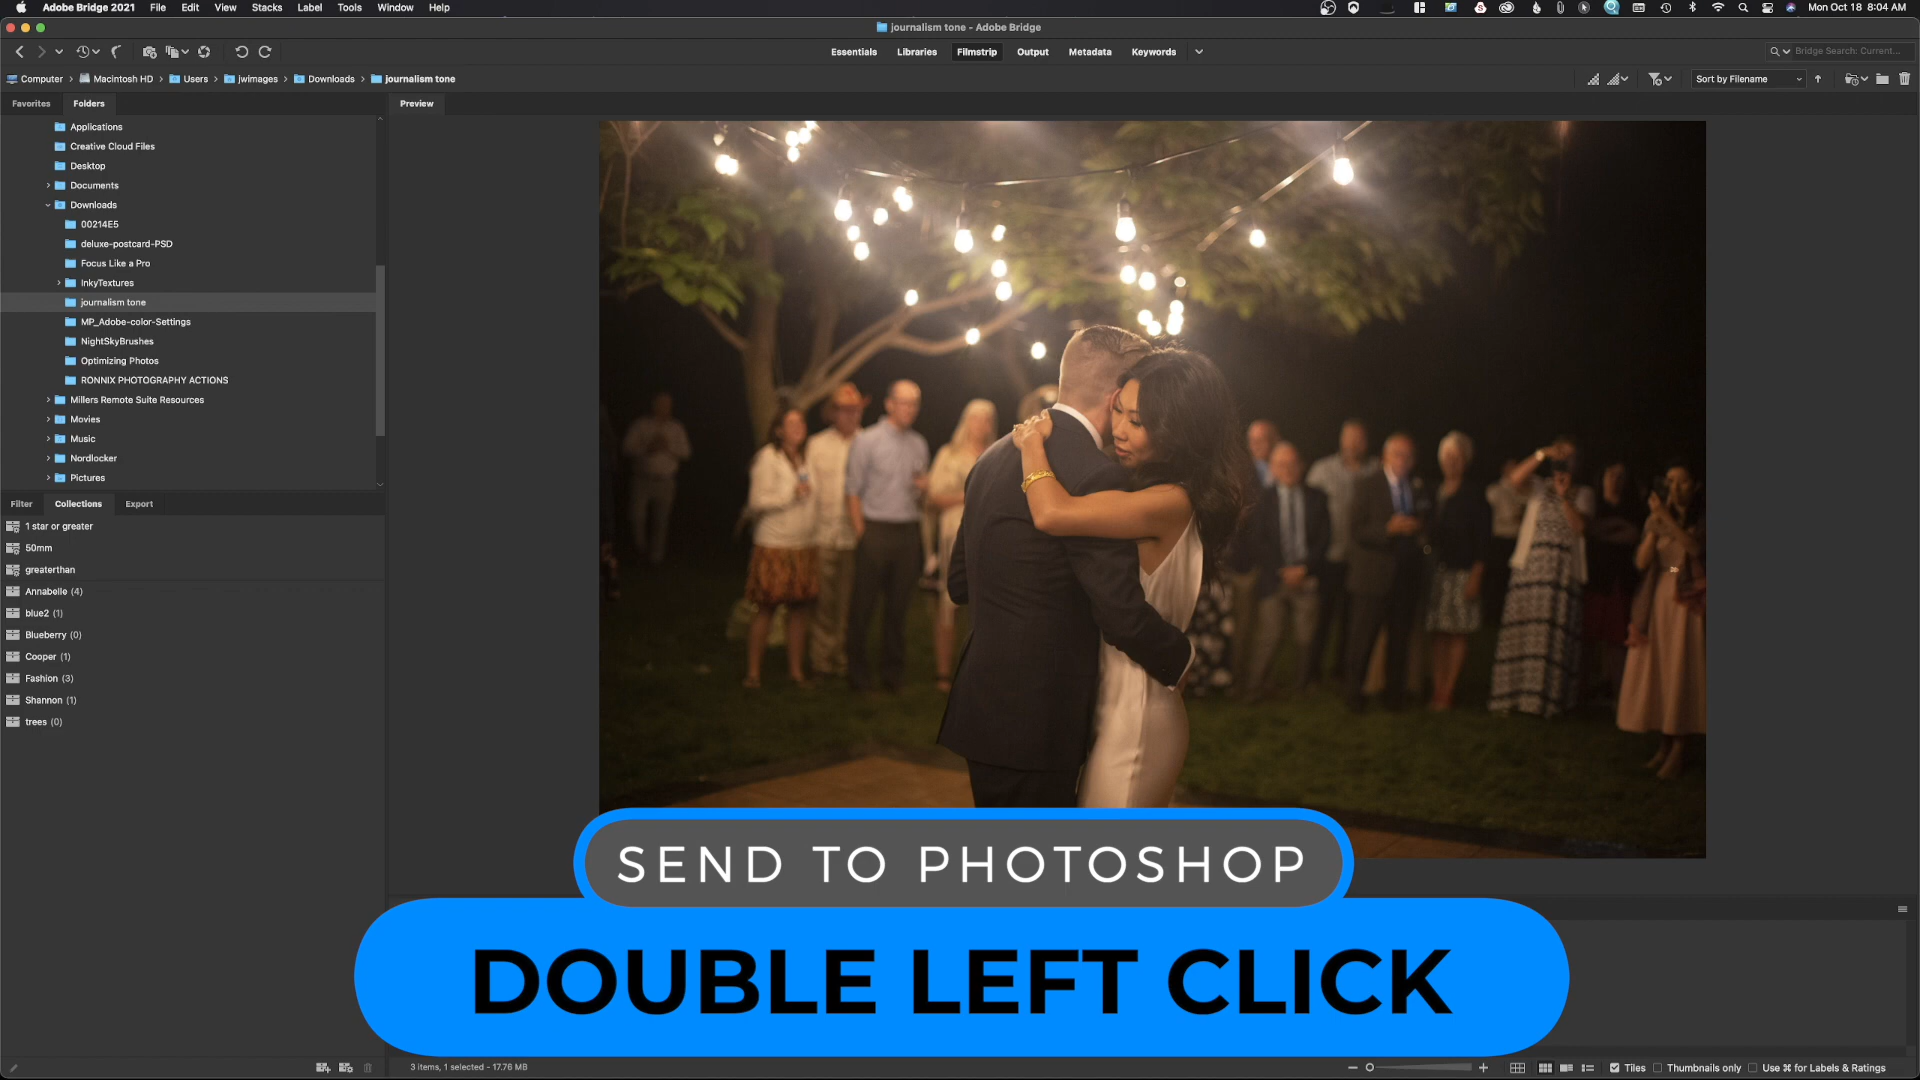 Adobe Bridge 2021 File Edit View Stacks Label Tools Window Help Mon Oct 18 8:04 AM
journalism tone - Adobe Bridge
Essentials Libraries Filmstrip Output Metadata Keywords Bridge Search: Current...
Computer Macintosh HD Users jwimages Downloads journalism tone Sort by Filename
Favorites Folders Preview
Applications
Creative Cloud Files
Desktop
Documents
Downloads
00214E5
deluxe-postcard-PSD
Focus Like a Pro
InkyTextures
journalism tone
MP_Adobe-color-Settings
NightSkyBrushes
Optimizing Photos
RONNIX PHOTOGRAPHY ACTIONS
Millers Remote Suite Resources
Movies
Music
Nordlocker
Pictures
Filter Collections Export
1 star or greater
50mm
greaterthan
Annabelle (4)
blue2 (1)
Blueberry (0)
Cooper (1)
Fashion (3)
Shannon (1)
trees (0)
SEND TO PHOTOSHOP
DOUBLE LEFT CLICK
3 items, 1 selected - 17.76 MB Tiles Thumbnails only Use ⌘ for Labels & Ratings